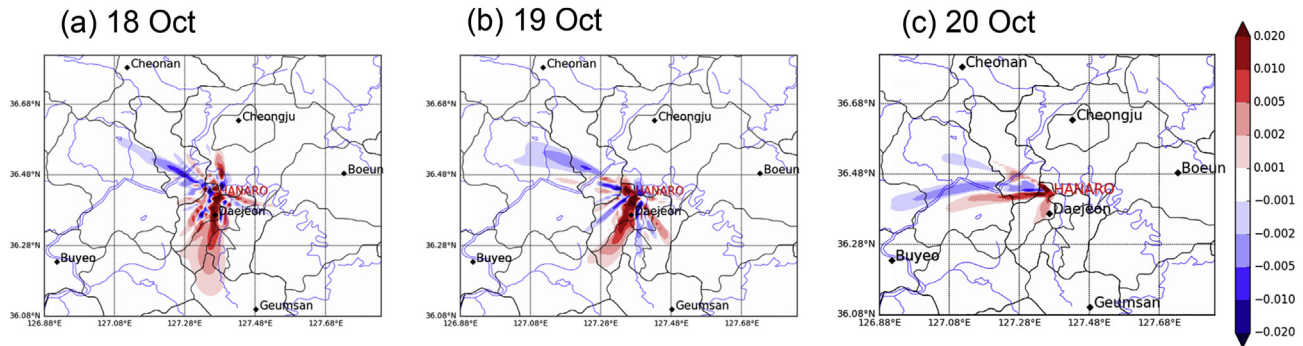 (a) 18 Oct
(b) 19 Oct
(c) 20 Oct
Cheonan
36.68°N
Cheongju
36.48°N
Boeun
HANARO
Daejeon
36.28°N
Buyeo
Geumsan
36.08°N
126.88°E 127.08°E 127.28°E 127.48°E 127.68°E
Cheonan
36.68°N
Cheongju
36.48°N
Boeun
HANARO
Daejeon
36.28°N
Buyeo
Geumsan
36.08°N
126.88°E 127.08°E 127.28°E 127.48°E 127.68°E
Cheonan
36.68°N
Cheongju
36.48°N
Boeun
HANARO
Daejeon
36.28°N
Buyeo
Geumsan
36.08°N
126.88°E 127.08°E 127.28°E 127.48°E 127.68°E
0.020
0.010
0.005
0.002
0.001
−0.001
−0.002
−0.005
−0.010
−0.020